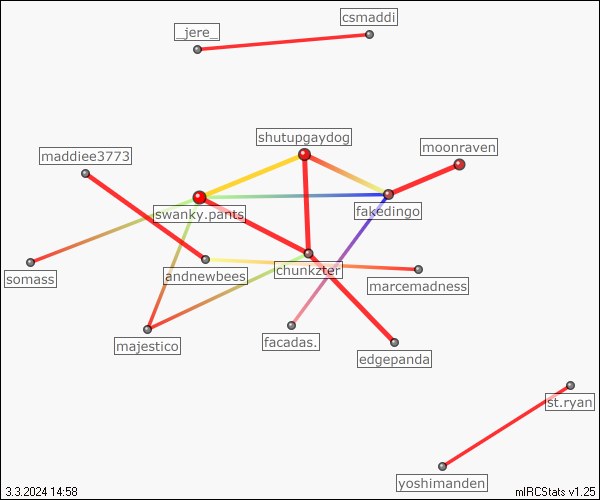 csmaddi
_jere_
shutupgaydog
moonraven
maddiee3773
swanky.pants
fakedingo
andnewbees
chunkzter
somass
marcemadness
majestico
facadas.
edgepanda
st.ryan
yoshimanden
3.3.2024 14:58
mIRCStats v1.25